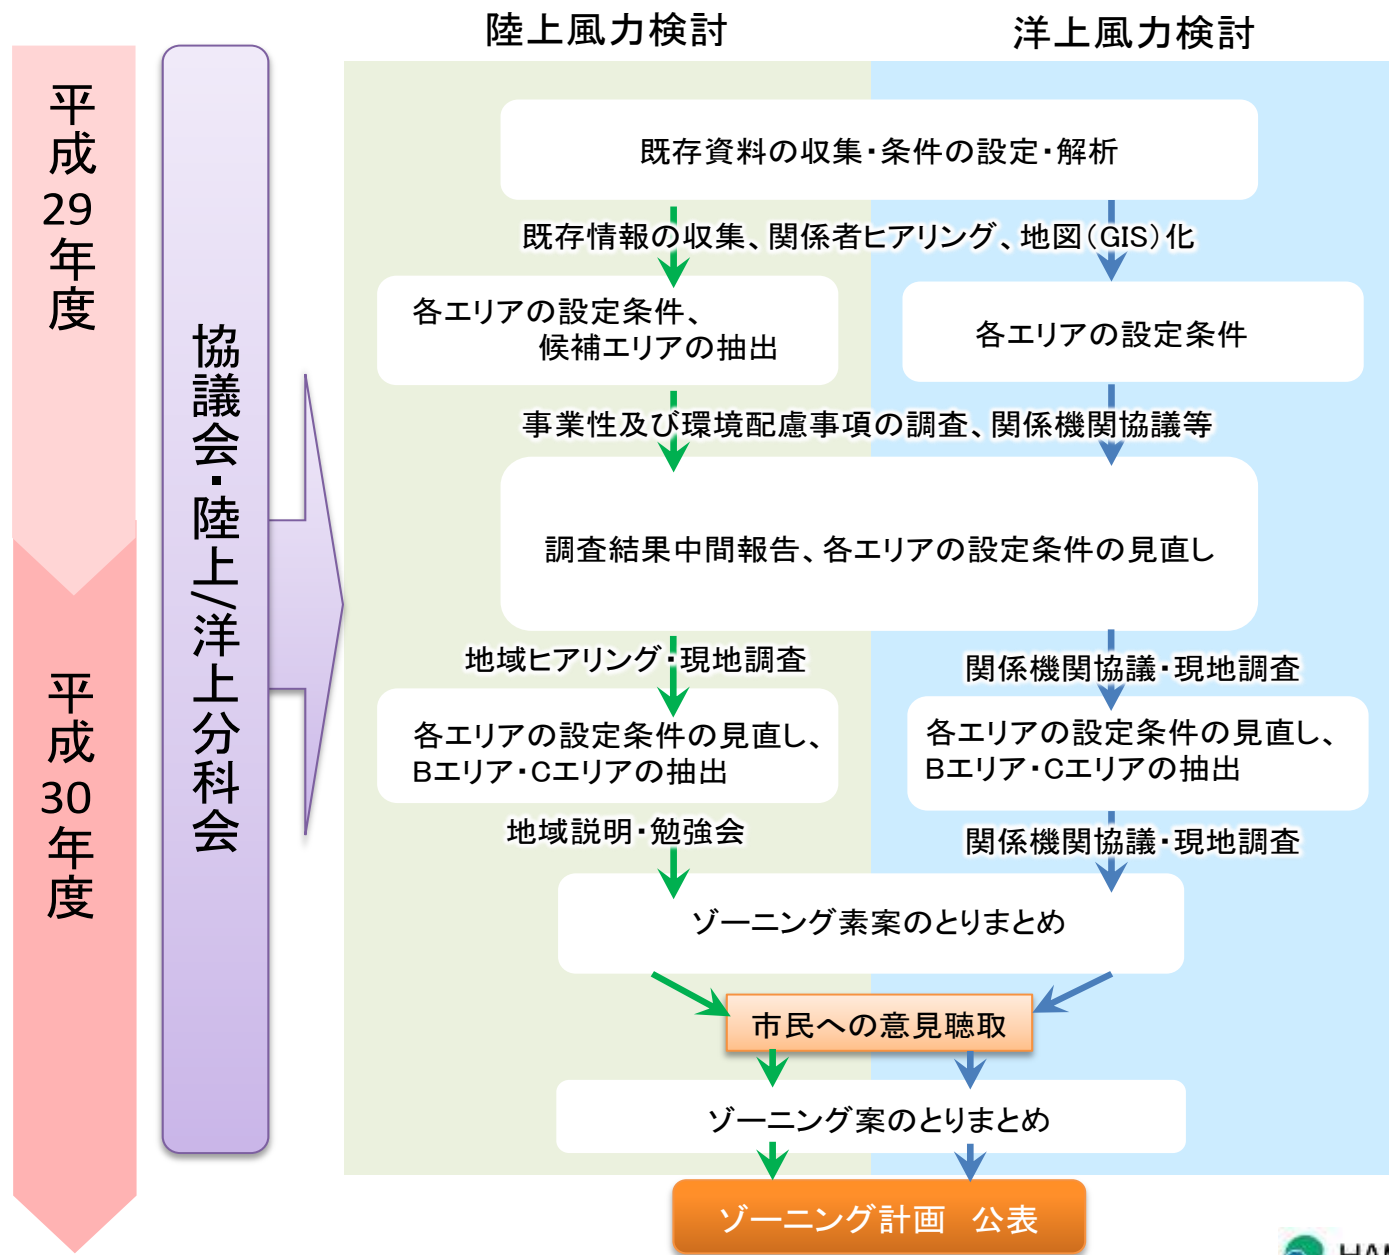 陸上風力検討
洋上風力検討
平成29年度
平成30年度
協議会・陸上/洋上分科会
既存資料の収集・条件の設定・解析
既存情報の収集、関係者ヒアリング、地図（GIS）化
各エリアの設定条件、
候補エリアの抽出
各エリアの設定条件
事業性及び環境配慮事項の調査、関係機関協議等
調査結果中間報告、各エリアの設定条件の見直し
地域ヒアリング・現地調査
関係機関協議・現地調査
各エリアの設定条件の見直し、
Bエリア・Cエリアの抽出
各エリアの設定条件の見直し、
Bエリア・Cエリアの抽出
地域説明・勉強会
関係機関協議・現地調査
ゾーニング素案のとりまとめ
市民への意見聴取
ゾーニング案のとりまとめ
ゾーニング計画　公表